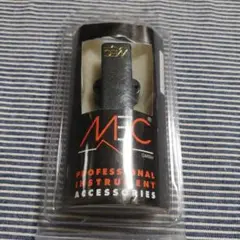 MEC®
PROFESSIONAL
INSTRUMENT
ACCESSORIES